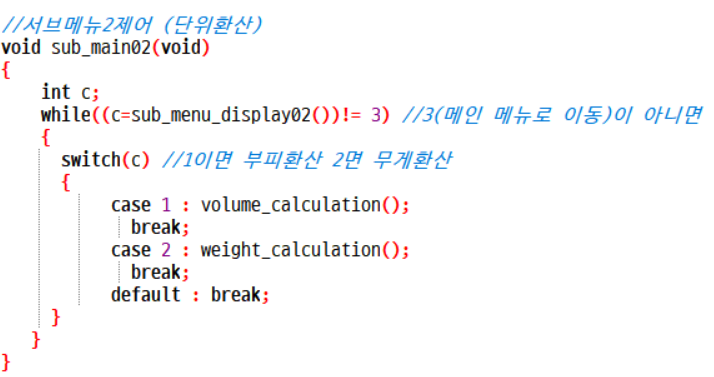 //서브메뉴2제어 (단위환산)
void sub_main02(void)
{
int c;
while((c=sub_menu_display02())!= 3) //3(메인 메뉴로 이동)이 아니면
{
switch(c) //1이면 부피환산 2면 무게환산
{
case 1 : volume_calculation();
break;
case 2 : weight_calculation();
break;
default : break;
}
}
}